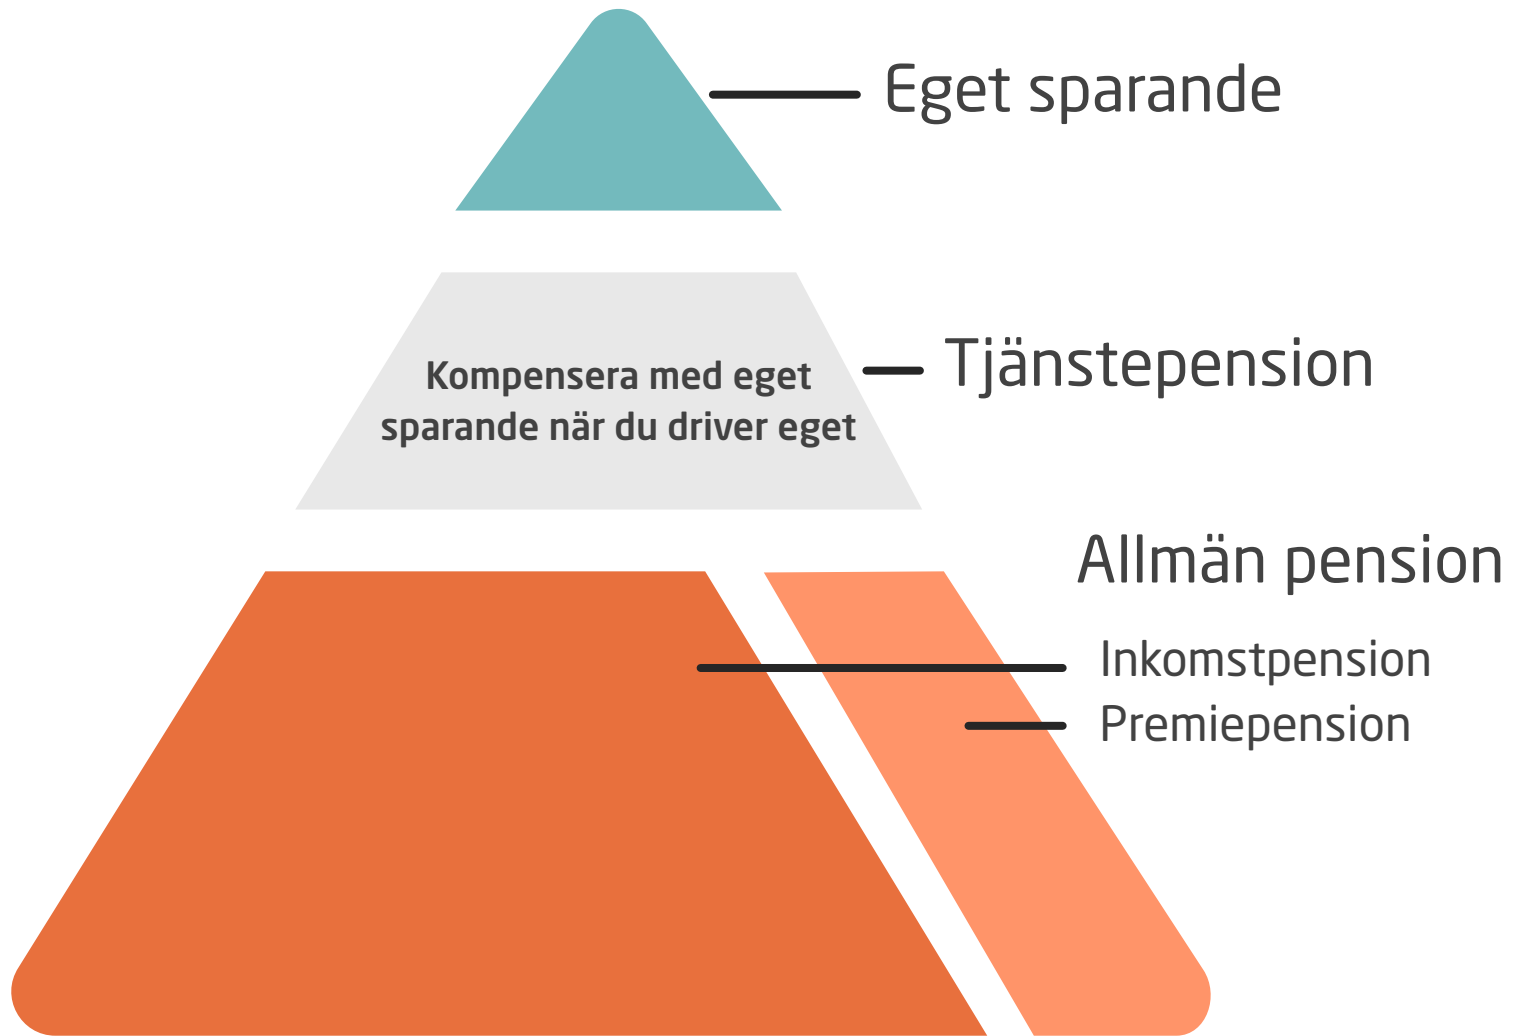 Eget sparande
Tjänstepension
Kompensera med eget
sparande när du driver eget
Allmän pension
Inkomstpension
Premiepension